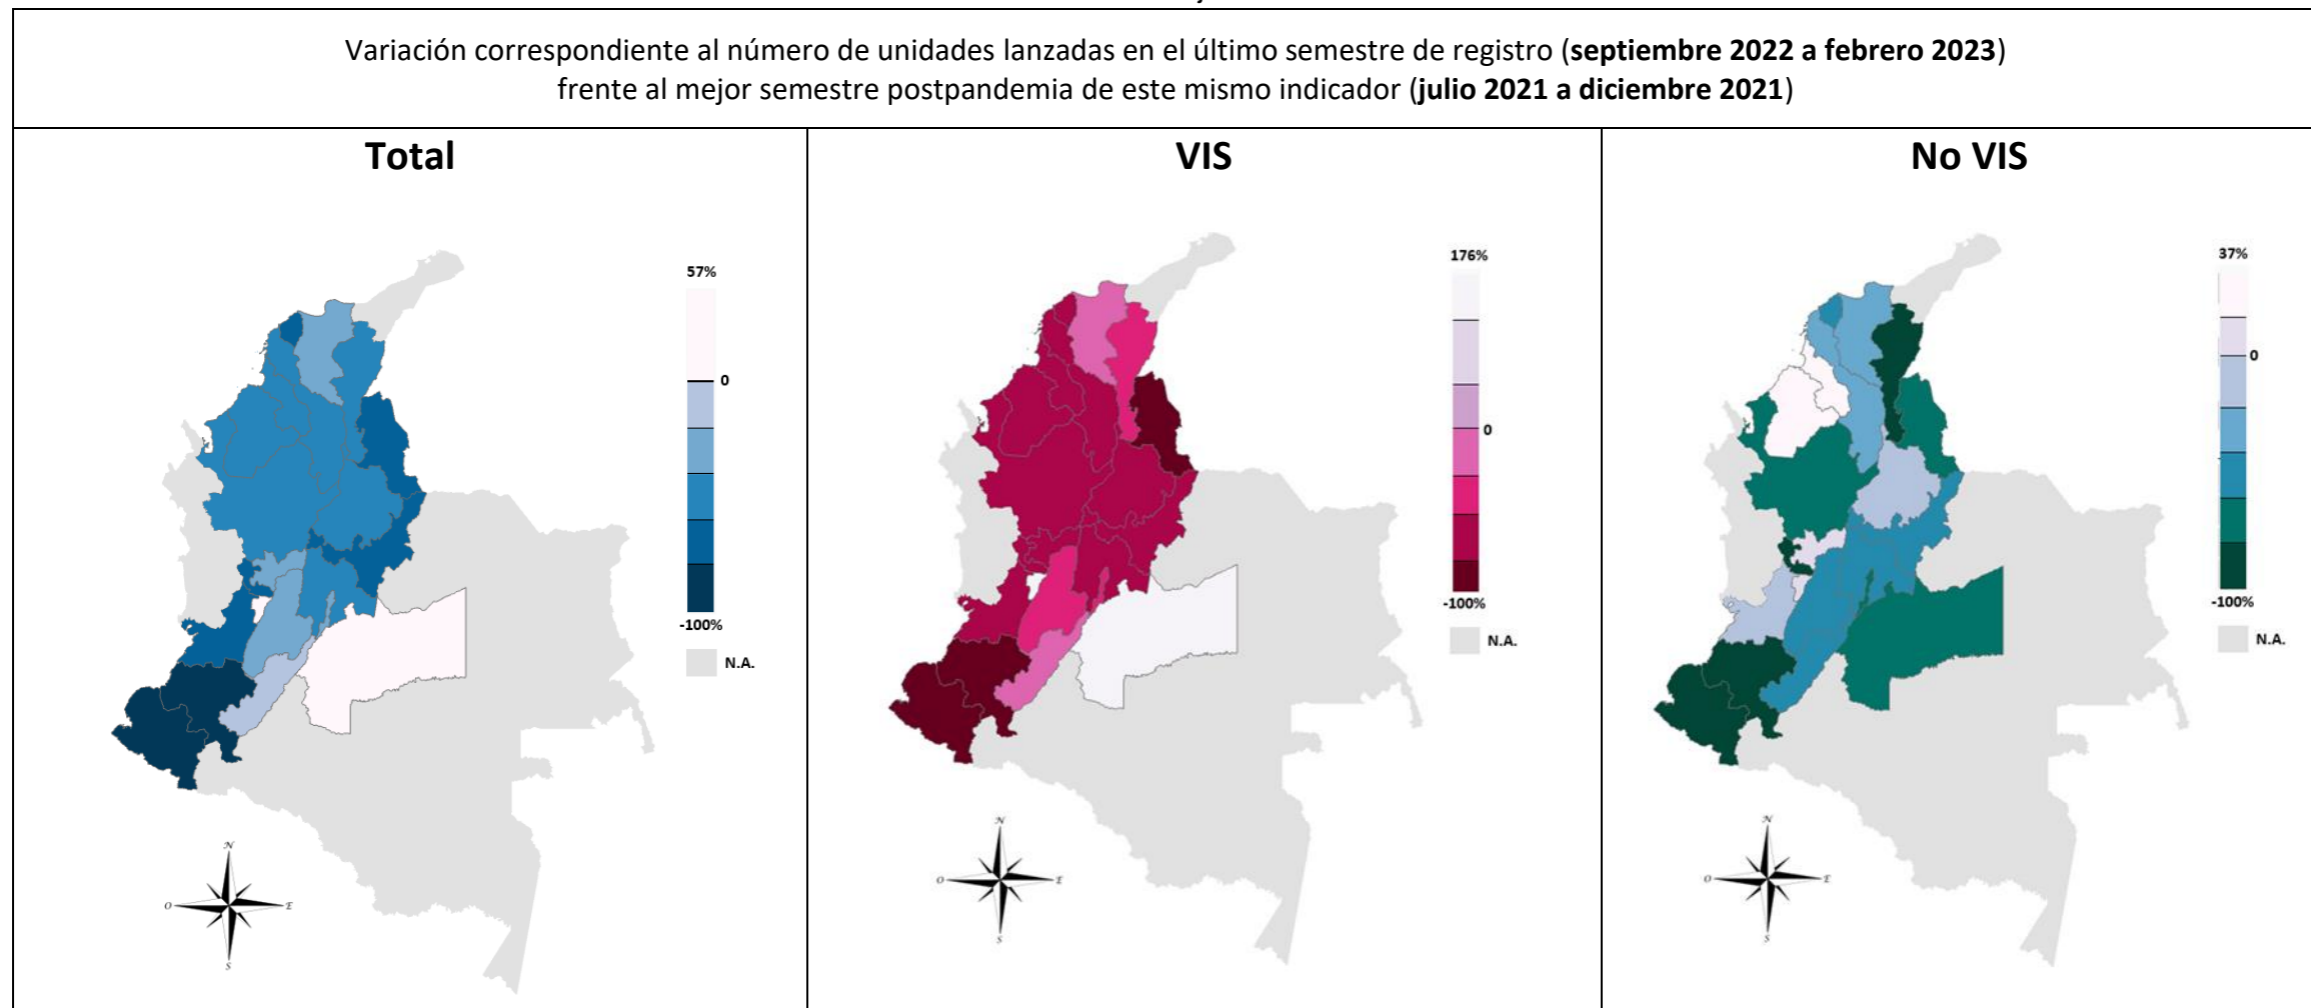 Variación correspondiente al número de unidades lanzadas en el último semestre de registro (septiembre 2022 a febrero 2023)
frente al mejor semestre postpandemia de este mismo indicador (julio 2021 a diciembre 2021)
Total
57%
0
-100%
N.A.
N
O
E
S
VIS
176%
0
-100%
N.A.
N
O
E
S
No VIS
37%
0
-100%
N.A.
N
O
E
S